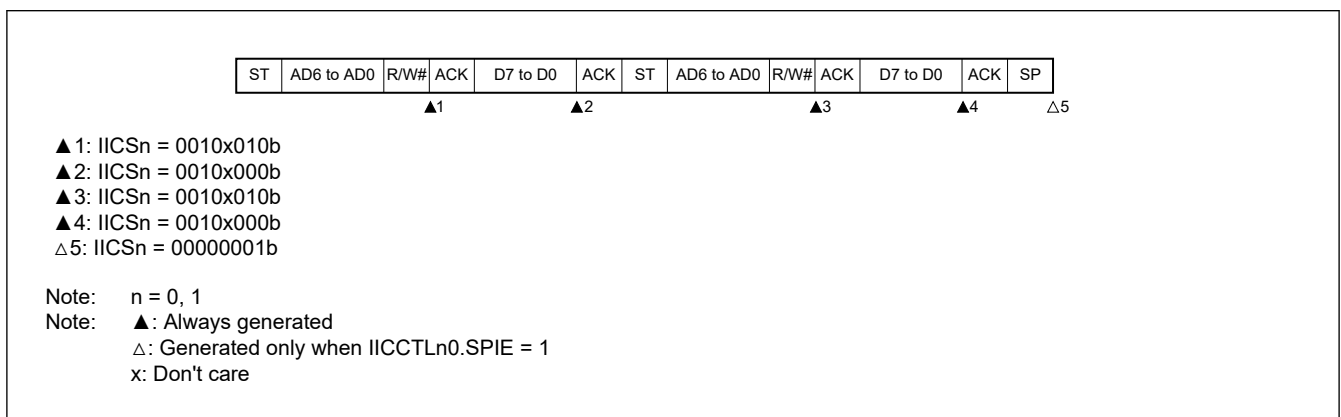 ST AD6 to AD0 R/W# ACK D7 to D0 ACK ST AD6 to AD0 R/W# ACK D7 to D0 ACK SP
▲1 ▲2 ▲3 ▲4 △5
▲1: IICSn = 0010x010b
▲2: IICSn = 0010x000b
▲3: IICSn = 0010x010b
▲4: IICSn = 0010x000b
△5: IICSn = 00000001b
Note: n = 0, 1
Note: ▲: Always generated
△: Generated only when IICCTLn0.SPIE = 1
x: Don't care